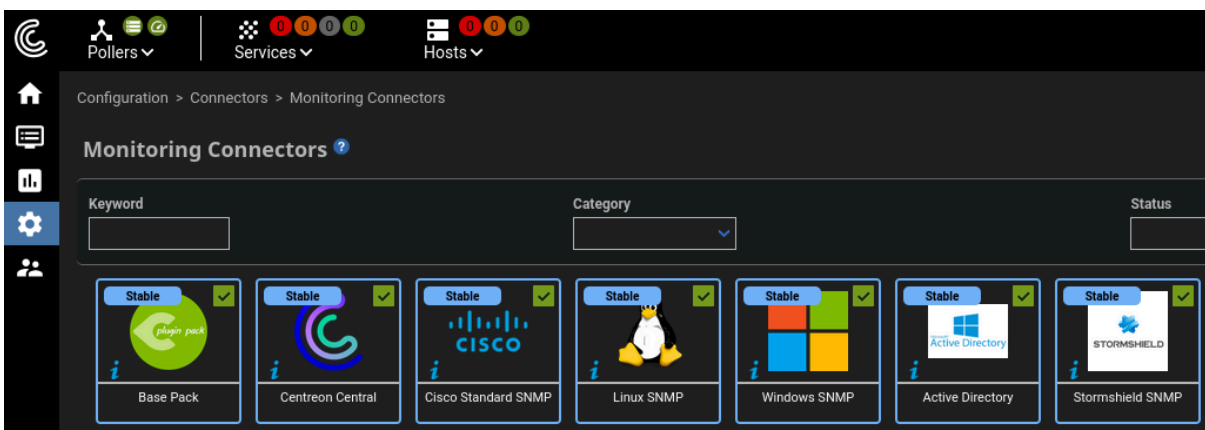 Pollers
Services 0 0 0 0
Hosts 0 0 0
Configuration > Connectors > Monitoring Connectors
Monitoring Connectors ?
Keyword
Category
Status
Stable
Stable
Stable
Stable
Stable
Stable
Stable
plugin pack
CISCO
Active Directory
STORMSHIELD
i
i
i
i
i
i
i
Base Pack
Centreon Central
Cisco Standard SNMP
Linux SNMP
Windows SNMP
Active Directory
Stormshield SNMP